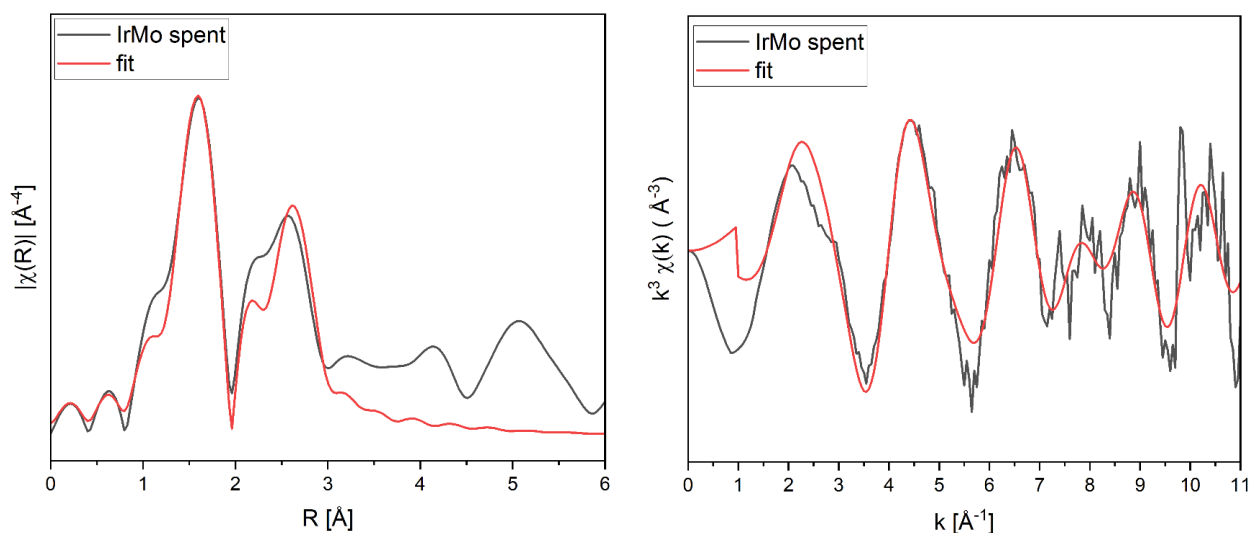 IrMo spent
fit
|χ(R)| [Å-4]
0 1 2 3 4 5 6
R [Å]
IrMo spent
fit
k3 χ(k) ( Å-3)
0 1 2 3 4 5 6 7 8 9 10 11
k [Å-1]